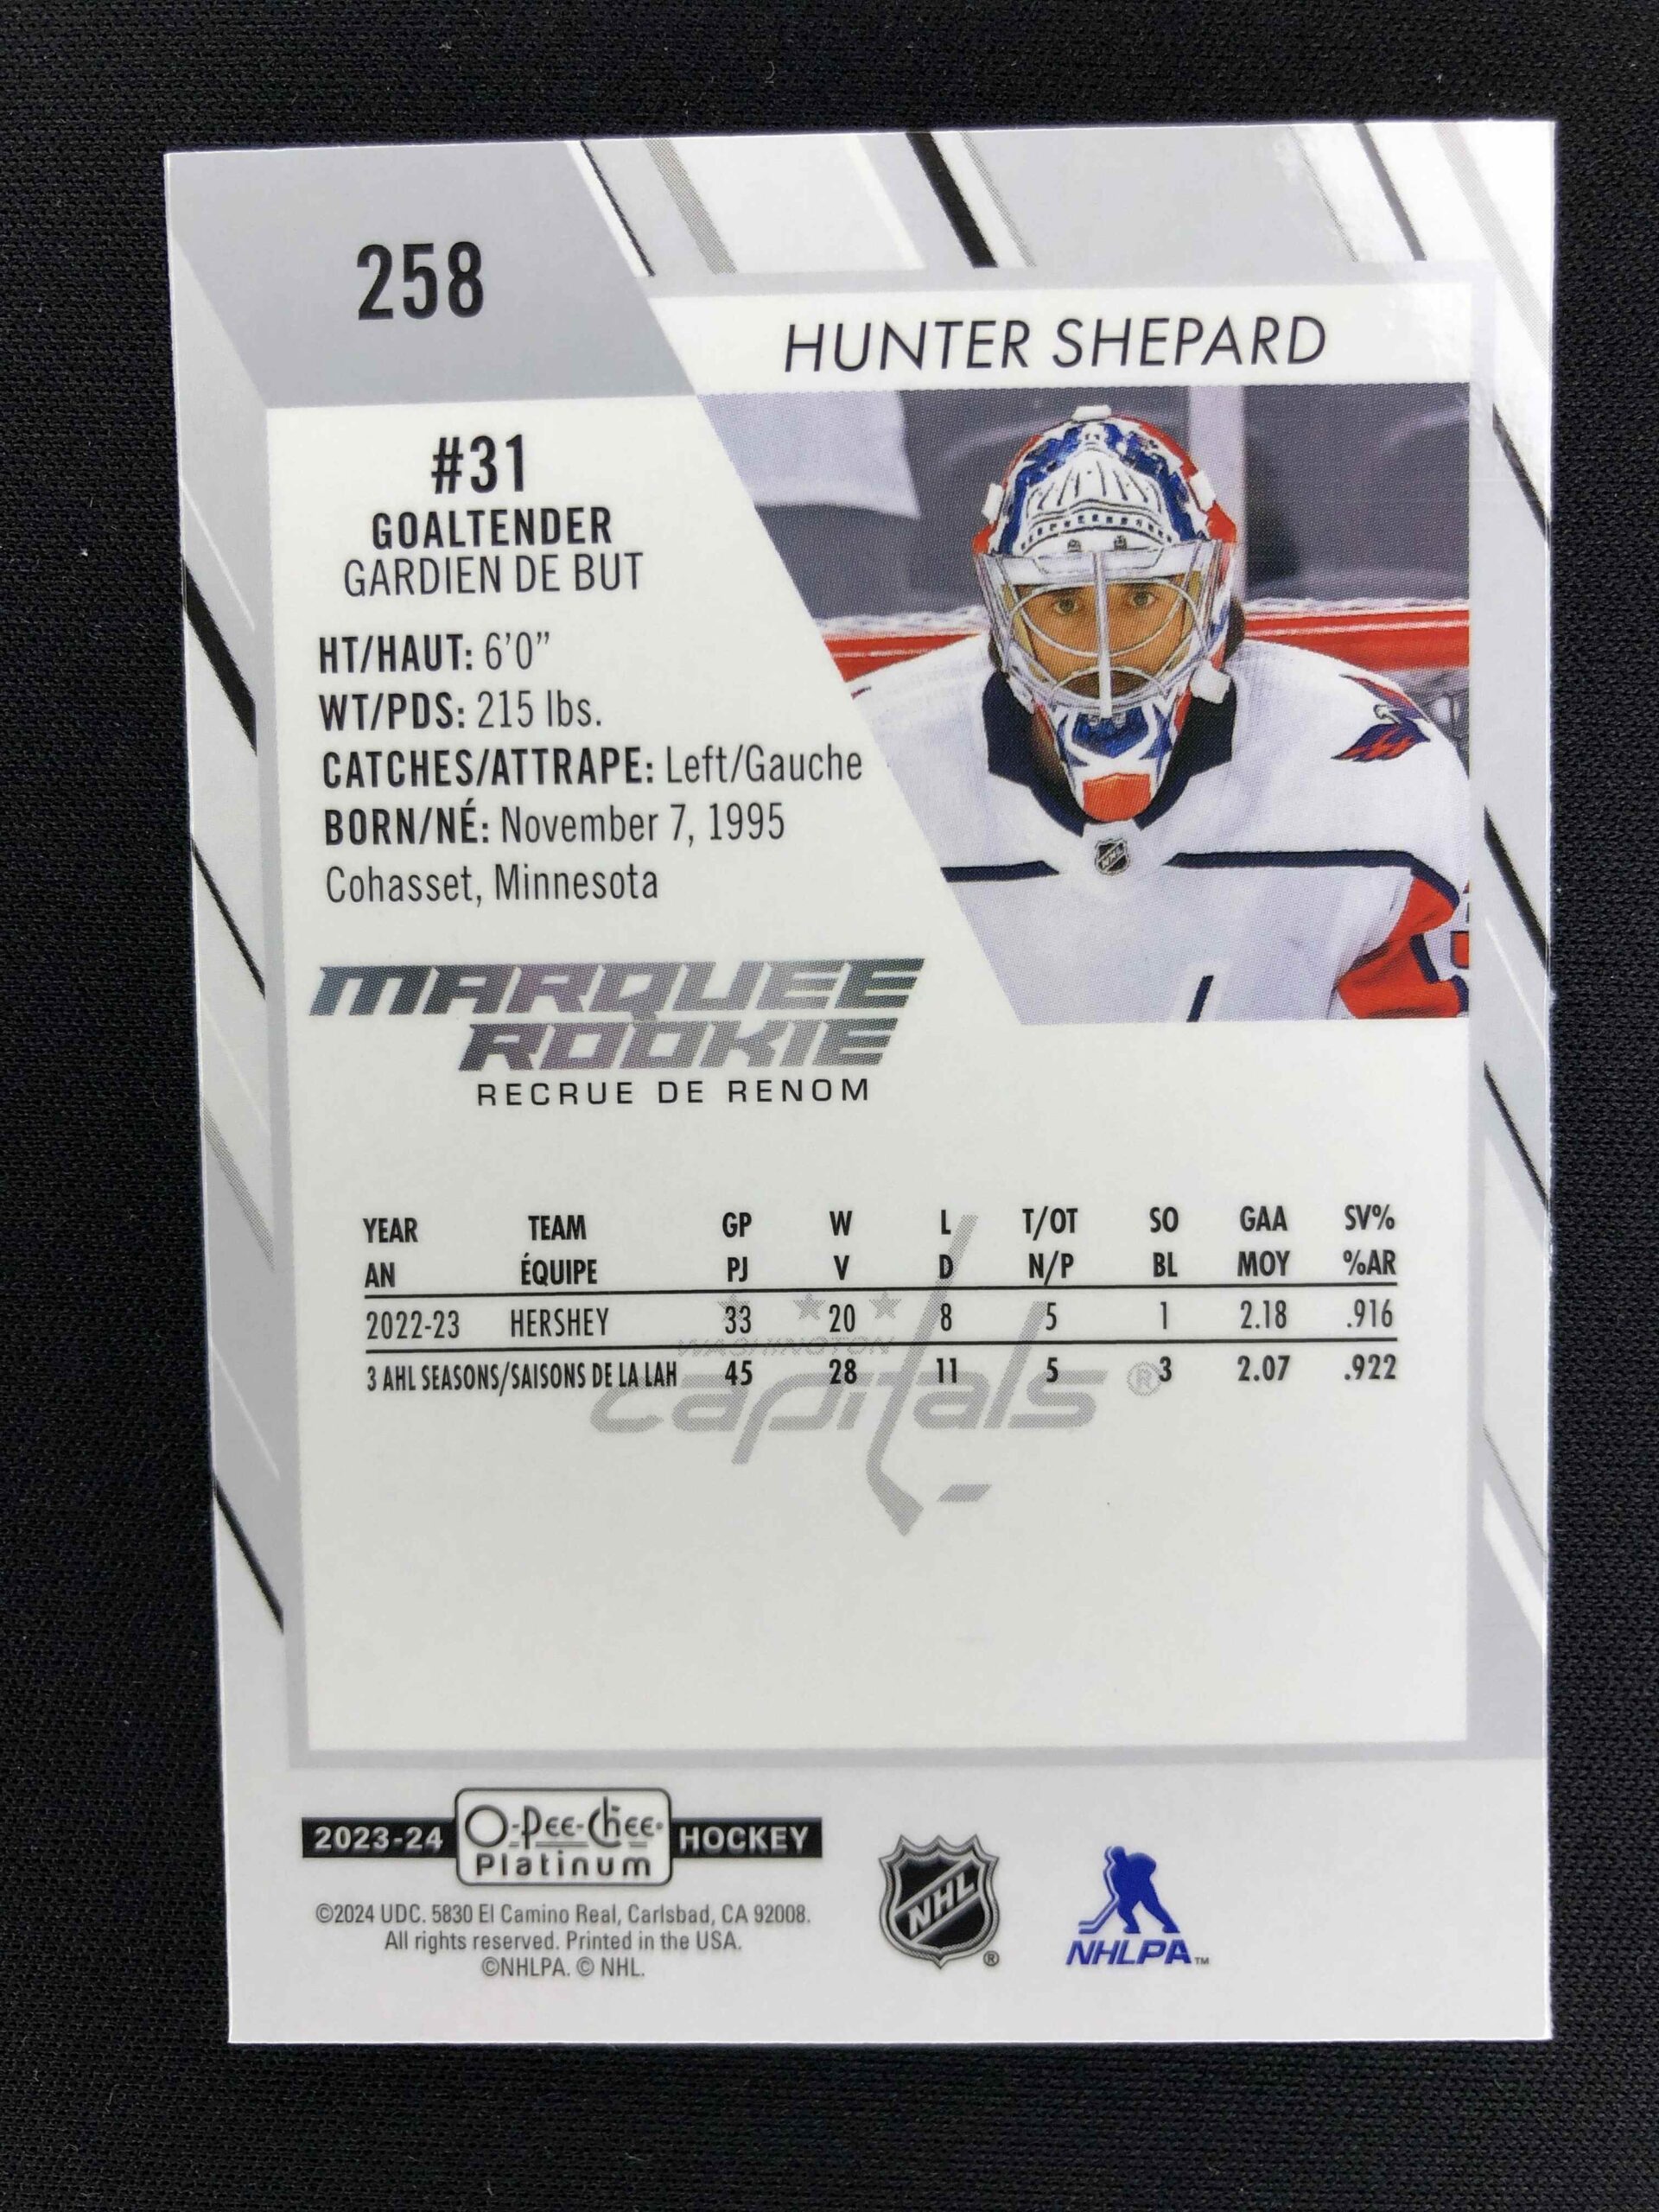 258
HUNTER SHEPARD
#31
GOALTENDER
GARDIEN DE BUT
HT/HAUT: 6'0"
WT/PDS: 215 lbs.
CATCHES/ATTRAPE: Left/Gauche
BORN/NÉ: November 7, 1995
Cohasset, Minnesota
NHL
MARQUEE
ROOKIE
RECRUE DE RENOM
YEAR TEAM GP W L T/OT SO GAA SV%
AN ÉQUIPE PJ V D N/P BL MOY %AR
2022-23 HERSHEY 33 20 8 5 1 2.18 .916
3 AHL SEASONS/SAISONS DE LA LAH 45 28 11 5 3 2.07 .922
WASHINGTON
capitals ®
2023-24 O-Pee-Chee Platinum HOCKEY
©2024 UDC. 5830 El Camino Real, Carlsbad, CA 92008.
All rights reserved. Printed in the USA.
©NHLPA. © NHL.
NHL ®
NHLPA™